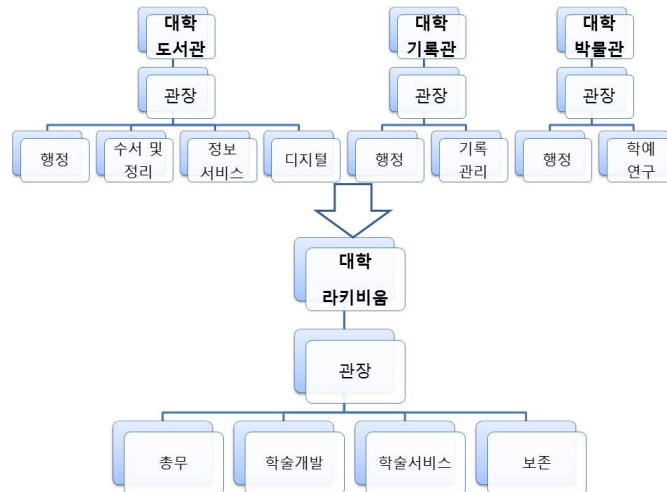 대학
도서관
대학
기록관
대학
박물관
관장
관장
관장
행정
수서 및
정리
정보
서비스
디지털
행정
기록
관리
행정
학예
연구
대학
라키비움
관장
총무
학술개발
학술서비스
보존